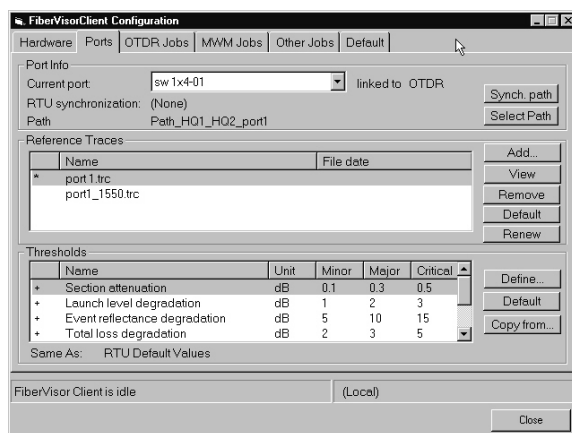 FiberVisorClient Configuration
Hardware Ports OTDR Jobs MWM Jobs Other Jobs Default
Port Info
Current port: sw 1x4-01 linked to OTDR
Synch. path
RTU synchronization: (None)
Path Path_HQ1_HQ2_port1
Select Path
Reference Traces
Name File date
* port1.trc
port1_1550.trc
Add...
View
Remove
Default
Renew
Thresholds
Name Unit Minor Major Critical
+ Section attenuation dB 0.1 0.3 0.5
+ Launch level degradation dB 1 2 3
+ Event reflectance degradation dB 5 10 15
+ Total loss degradation dB 2 3 5
Define...
Default
Copy from...
Same As: RTU Default Values
FiberVisor Client is idle (Local)
Close